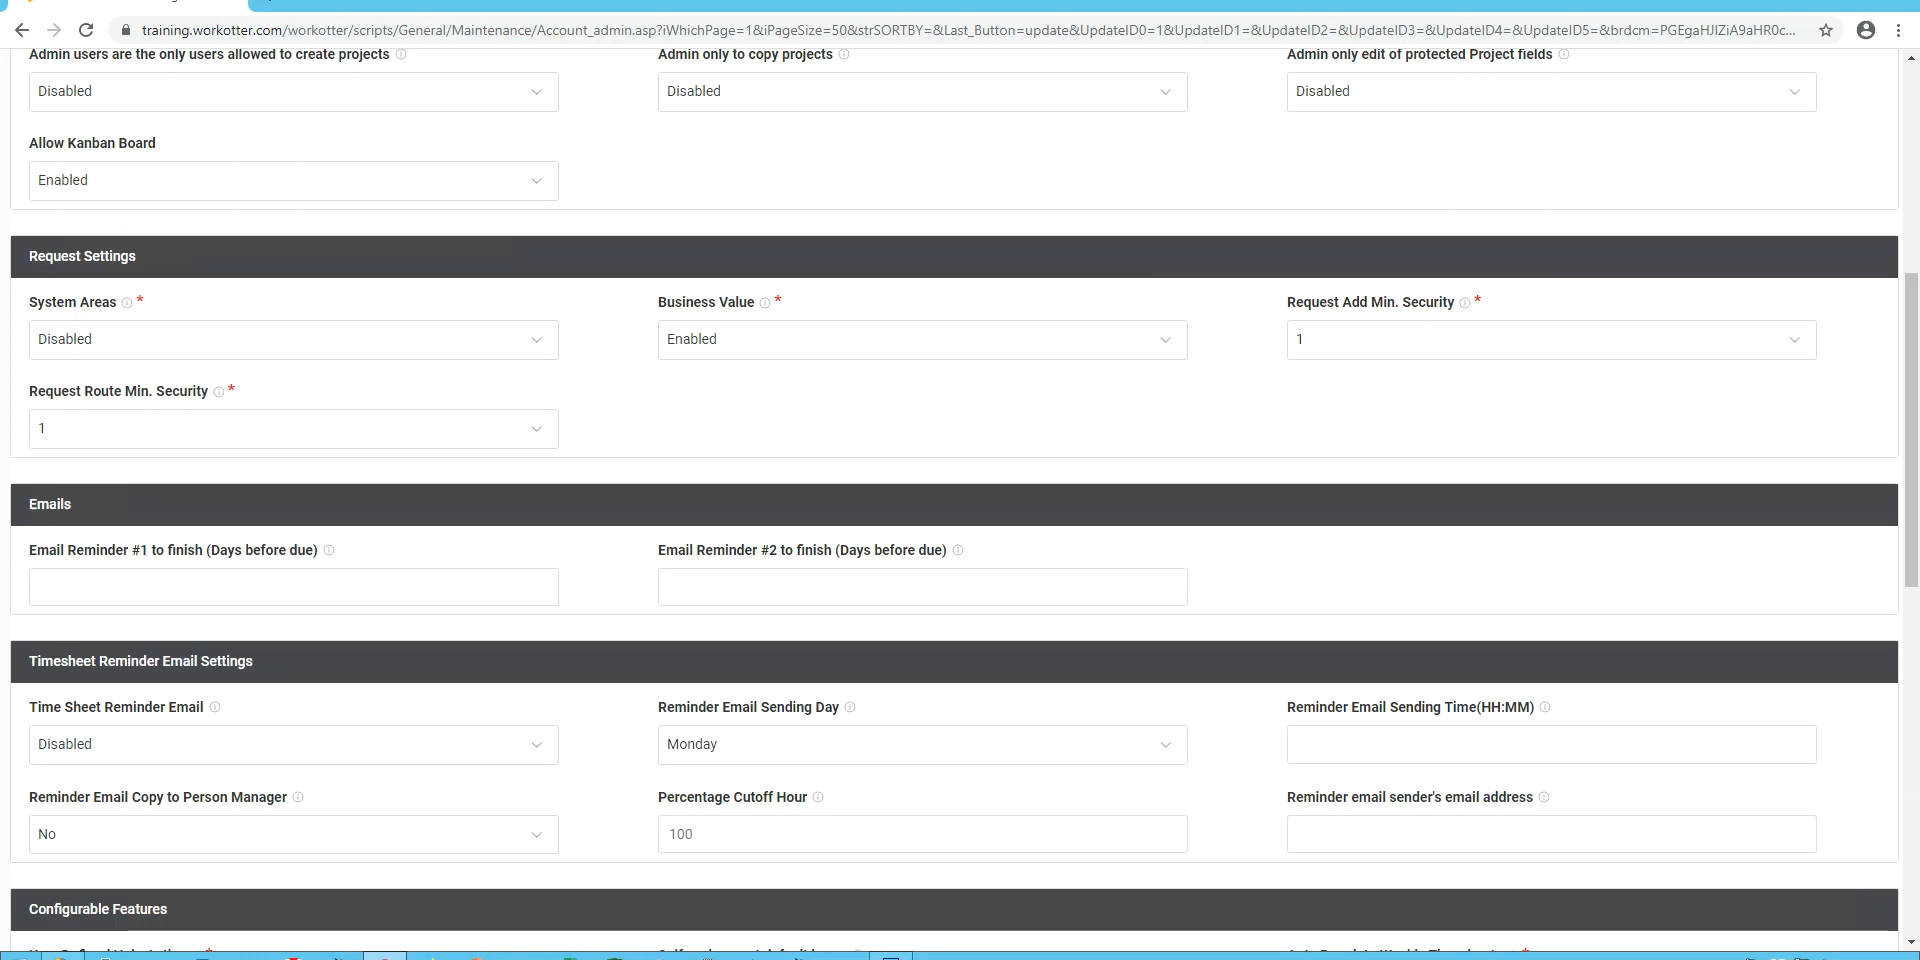 training.workotter.com/workotter/scripts/General/Maintenance/Account_admin.asp?iWhichPage=1&iPageSize=50&strSORTBY=&Last_Button=update&UpdateID0=1&UpdateID1=&UpdateID2=&UpdateID3=&UpdateID4=&UpdateID5=&brdcm=PGEgaHJlZiA9aHR0c...
Admin users are the only users allowed to create projects
Admin only to copy projects
Admin only edit of protected Project fields
Disabled
Disabled
Disabled
Allow Kanban Board
Enabled
Request Settings
System Areas *
Business Value *
Request Add Min. Security *
Disabled
Enabled
1
Request Route Min. Security *
1
Emails
Email Reminder #1 to finish (Days before due)
Email Reminder #2 to finish (Days before due)
Timesheet Reminder Email Settings
Time Sheet Reminder Email
Reminder Email Sending Day
Reminder Email Sending Time(HH:MM)
Disabled
Monday
Reminder Email Copy to Person Manager
Percentage Cutoff Hour
Reminder email sender's email address
No
100
Configurable Features